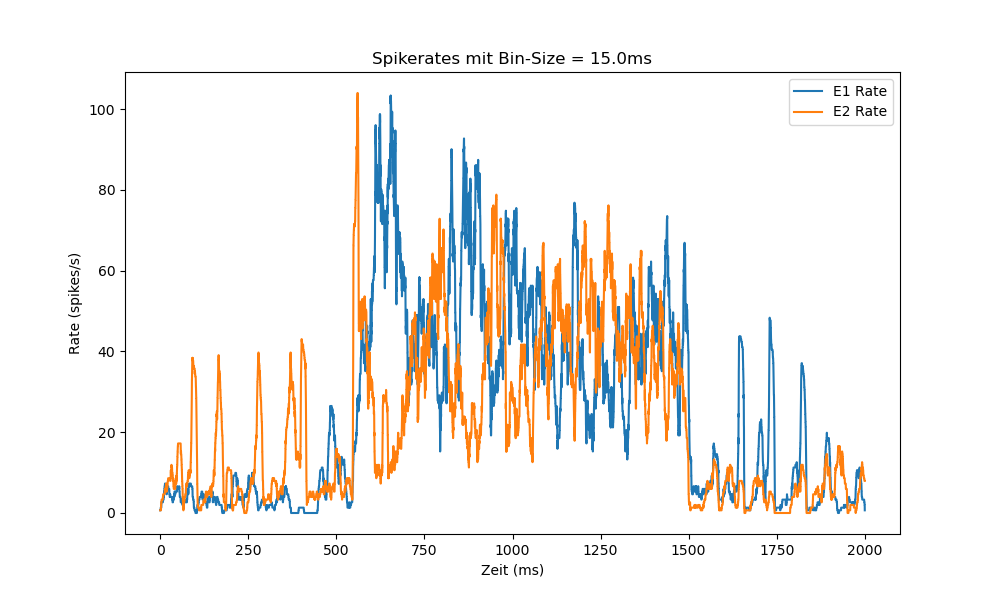 Spikerates mit Bin-Size = 15.0ms
E1 Rate
E2 Rate
100
80
60
40
20
0
Rate (spikes/s)
0 250 500 750 1000 1250 1500 1750 2000
Zeit (ms)